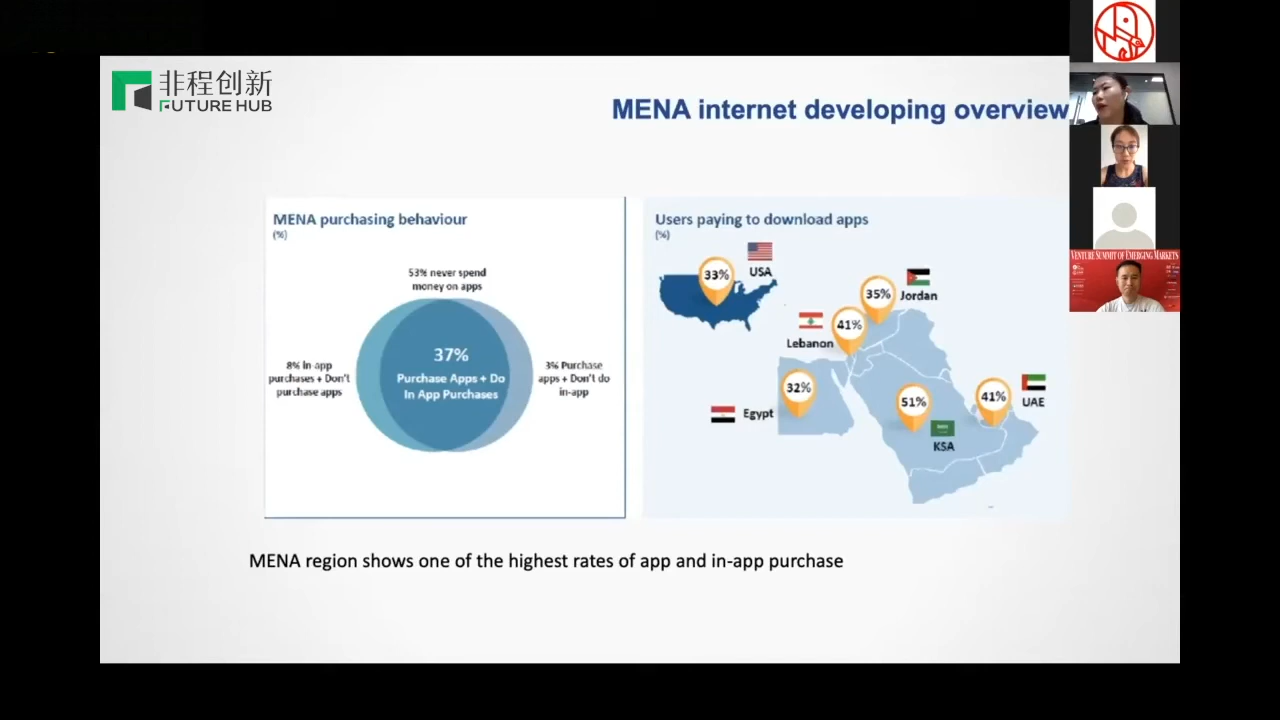 非程创新
FUTURE HUB
MENA internet developing overview
MENA purchasing behaviour
(%)
53% never spend
money on apps
8% In-app
purchases + Don't
purchase apps
37%
Purchase Apps + Do
In App Purchases
3% Purchase
apps + Don't do
in-app
Users paying to download apps
(%)
33%
USA
35%
Jordan
41%
Lebanon
32%
Egypt
51%
KSA
41%
UAE
MENA region shows one of the highest rates of app and in-app purchase
VENTURE SUMMIT OF EMERGING MARKETS